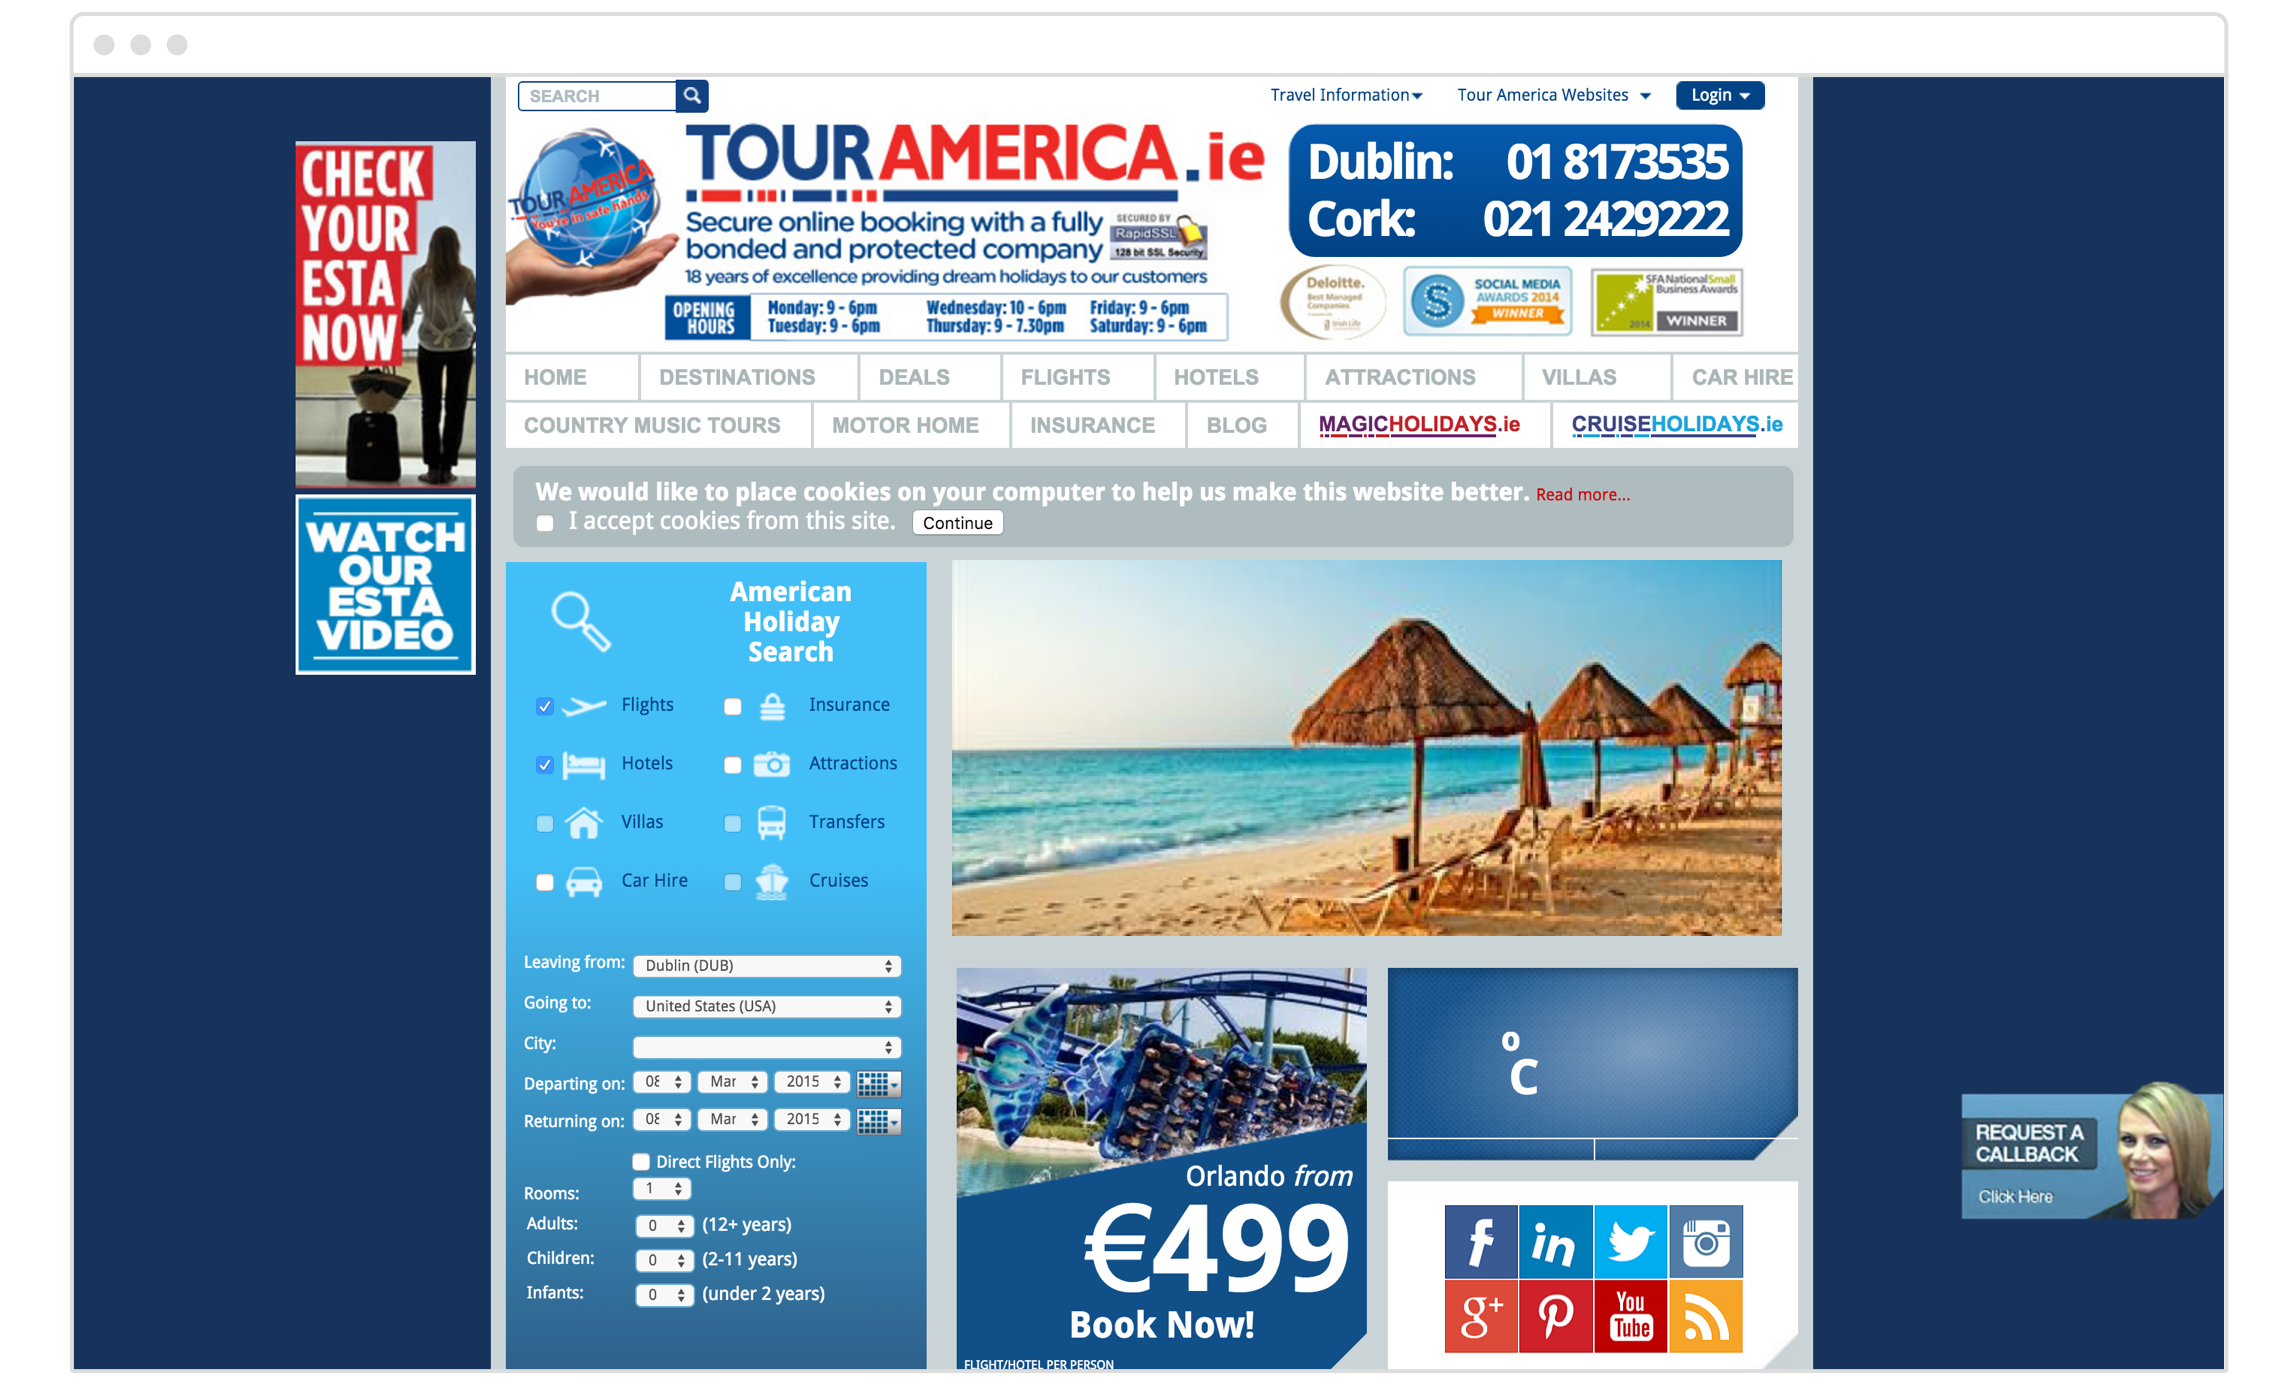 SEARCH
Travel Information
Tour America Websites
Login
CHECK
YOUR
ESTA
NOW
WATCH
OUR
ESTA
VIDEO
TOUR AMERICA
You're in safe hands
TOURAMERICA.ie
Secure online booking with a fully
bonded and protected company
SECURED BY
RapidSSL
128 bit SSL Security
18 years of excellence providing dream holidays to our customers
OPENING
HOURS
Monday: 9 - 6pm Wednesday: 10 - 6pm Friday: 9 - 6pm
Tuesday: 9 - 6pm Thursday: 9 - 7.30pm Saturday: 9 - 6pm
Dublin: 01 8173535
Cork: 021 2429222
Deloitte.
Best Managed
Companies
Irish Life
SOCIAL MEDIA
AWARDS 2014
WINNER
SFA National Small
Business Awards
2014
WINNER
HOME DESTINATIONS DEALS FLIGHTS HOTELS ATTRACTIONS VILLAS CAR HIRE
COUNTRY MUSIC TOURS MOTOR HOME INSURANCE BLOG MAGICHOLIDAYS.ie CRUISEHOLIDAYS.ie
We would like to place cookies on your computer to help us make this website better. Read more...
I accept cookies from this site. Continue
American
Holiday
Search
Flights Insurance
Hotels Attractions
Villas Transfers
Car Hire Cruises
Leaving from: Dublin (DUB)
Going to: United States (USA)
City:
Departing on: 08 Mar 2015
Returning on: 08 Mar 2015
Direct Flights Only:
Rooms: 1
Adults: 0 (12+ years)
Children: 0 (2-11 years)
Infants: 0 (under 2 years)
Orlando from
€499
Book Now!
FLIGHT/HOTEL PER PERSON
°C
f in
g+ You
Tube
REQUEST A
CALLBACK
Click Here